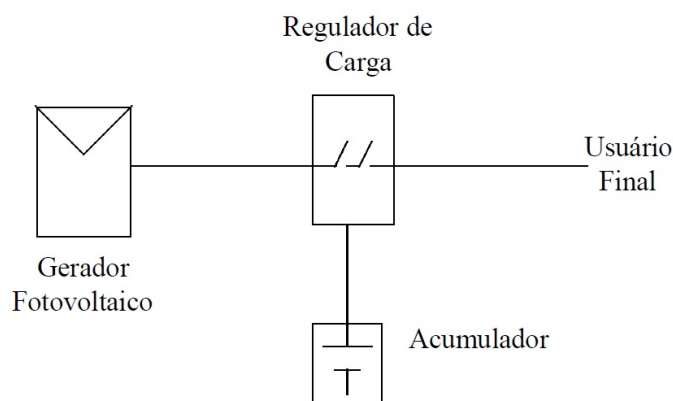 Regulador de
Carga
Usuário
Final
Gerador
Fotovoltaico
Acumulador